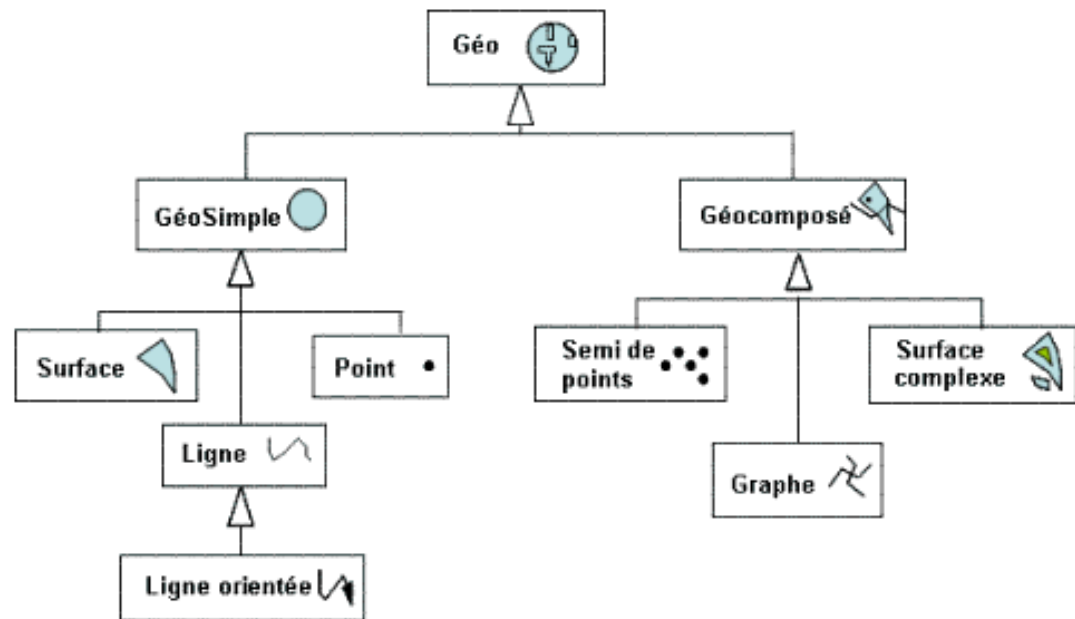 Géo
GéoSimple
Géocomposé
Surface
Point
Semi de
points
Surface
complexe
Ligne
Graphe
Ligne orientée